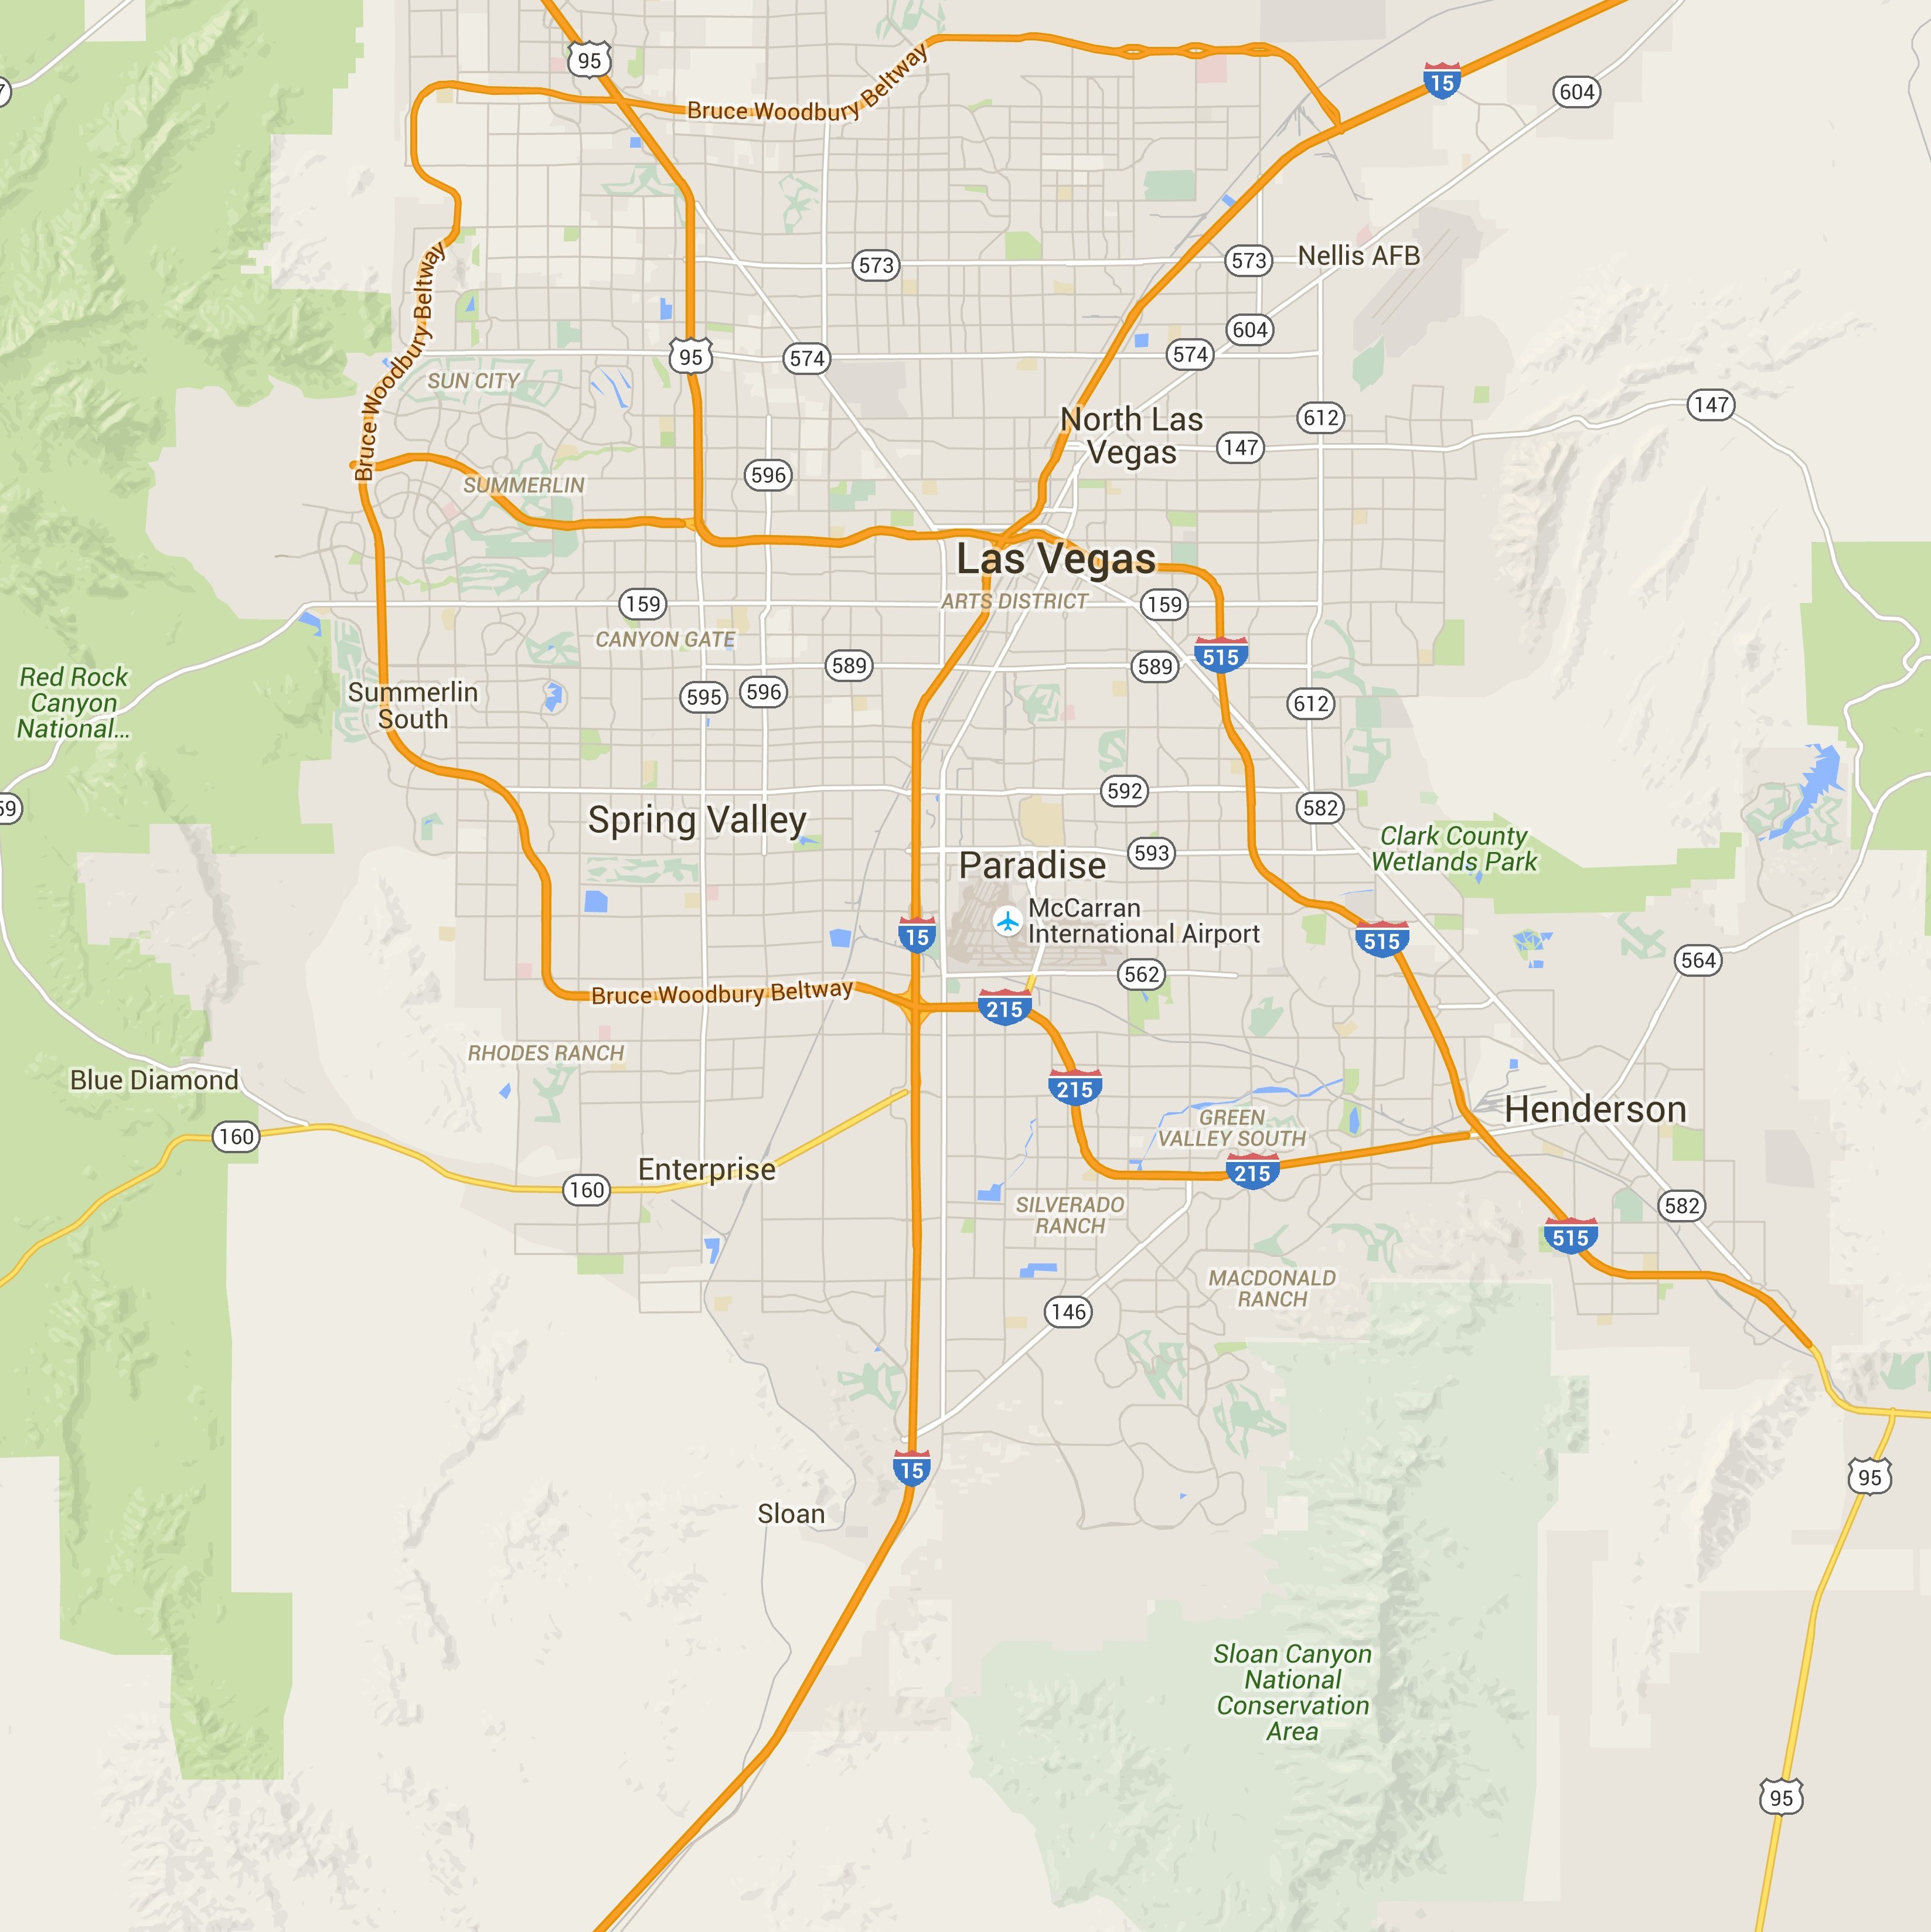 95
Bruce Woodbury Beltway
15
604
7
573
573
Nellis AFB
Bruce Woodbury Beltway
604
95
574
574
SUN CITY
147
North Las
Vegas
612
147
596
SUMMERLIN
Las Vegas
159
ARTS DISTRICT
159
CANYON GATE
589
589
515
Red Rock
Canyon
National...
Summerlin
South
595
596
612
592
59
Spring Valley
582
Clark County
Wetlands Park
593
Paradise
McCarran
International Airport
15
515
564
562
Bruce Woodbury Beltway
215
RHODES RANCH
Blue Diamond
215
Henderson
GREEN
VALLEY SOUTH
160
Enterprise
215
160
SILVERADO
RANCH
582
515
MACDONALD
RANCH
146
15
95
Sloan
Sloan Canyon
National
Conservation
Area
95